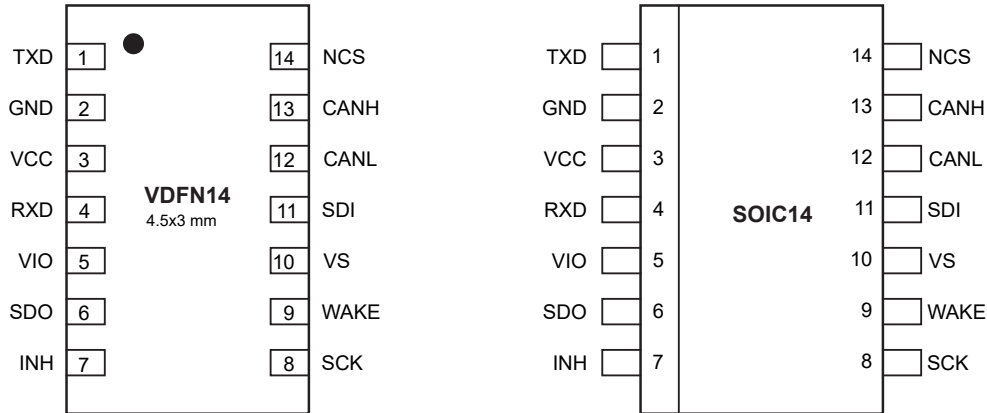 TXD 1 14 NCS
GND 2 13 CANH
VCC 3 12 CANL
RXD 4 11 SDI
VIO 5 10 VS
SDO 6 9 WAKE
INH 7 8 SCK
VDFN14
4.5x3 mm
TXD 1 14 NCS
GND 2 13 CANH
VCC 3 12 CANL
RXD 4 11 SDI
VIO 5 10 VS
SDO 6 9 WAKE
INH 7 8 SCK
SOIC14